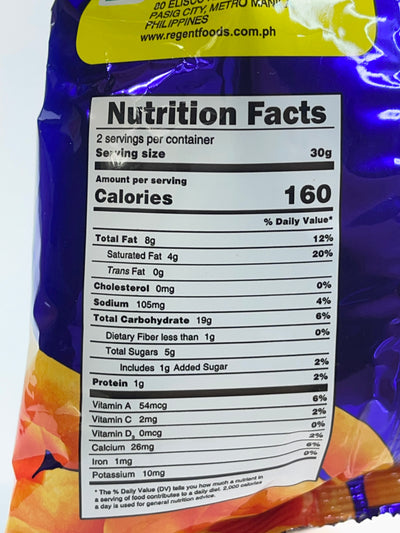 80 ELISCO
PASIG CITY, METRO MANI
PHILIPPINES
www.regentfoods.com.ph
Nutrition Facts
2 servings per container
Serving size 30g
Amount per serving
Calories 160
% Daily Value*
Total Fat 8g 12%
Saturated Fat 4g 20%
Trans Fat 0g
Cholesterol 0mg 0%
Sodium 105mg 4%
Total Carbohydrate 19g 6%
Dietary Fiber less than 1g 0%
Total Sugars 5g
Includes 1g Added Sugar 2%
Protein 1g 2%
Vitamin A 54mcg 6%
Vitamin C 2mg 2%
Vitamin D3 0mcg 0%
Calcium 26mg 2%
Iron 1mg 6%
Potassium 10mg 0%
* The % Daily Value (DV) tells you how much a nutrient in
a serving of food contributes to a daily diet. 2,000 calories
a day is used for general nutrition advice.